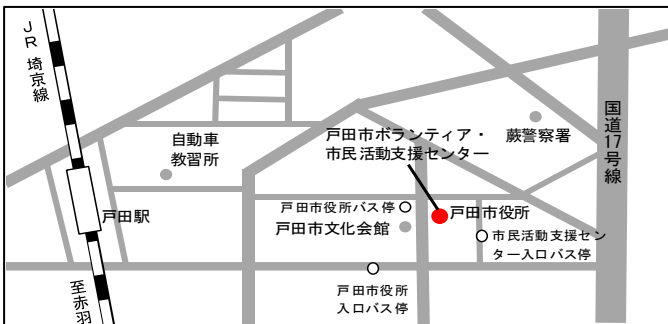 JR 埼京線
自動車
教習所
戸田市ボランティア・
市民活動支援センター
蕨警察署
国道17号線
戸田駅
戸田市役所バス停
戸田市文化会館
戸田市役所
市民活動支援セン
ター入口バス停
至赤羽
戸田市役所
入口バス停